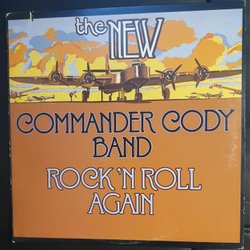 the NEW
COMMANDER CODY
BAND
ROCK 'N ROLL
AGAIN